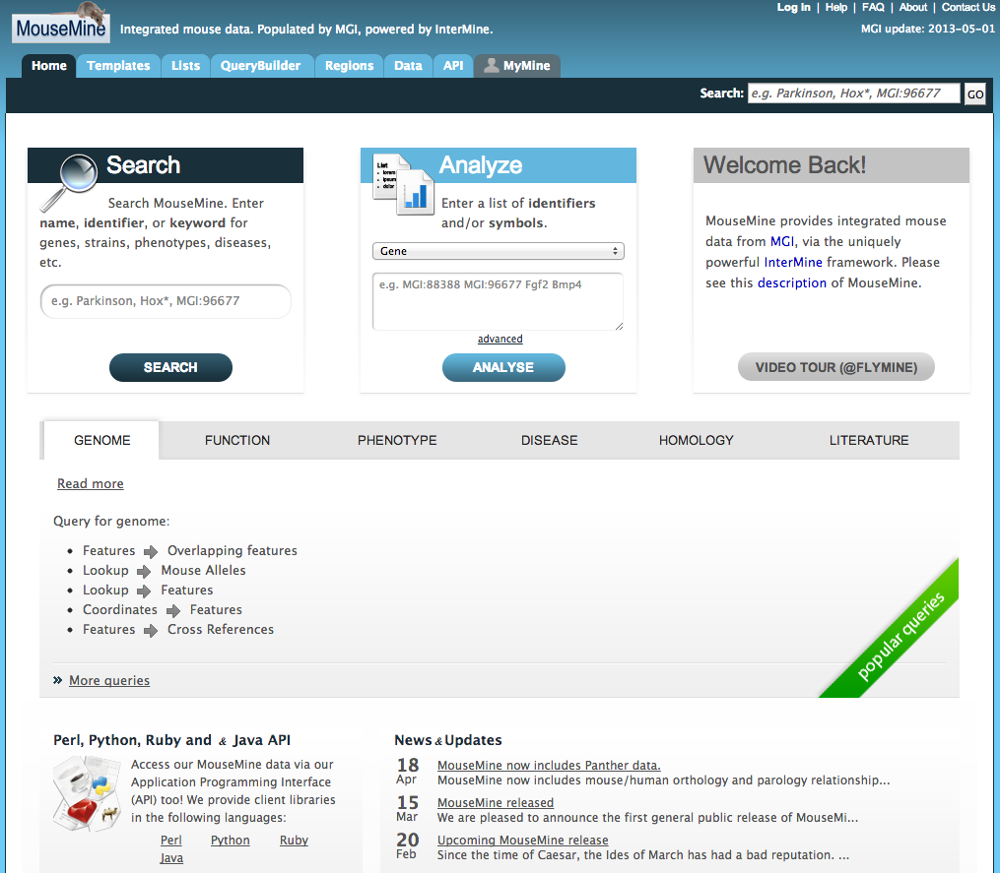 Log In | Help | FAQ | About | Contact Us
MouseMine
Integrated mouse data. Populated by MGI, powered by InterMine.
MGI update: 2013-05-01
Home
Templates
Lists
QueryBuilder
Regions
Data
API
MyMine
Search:
e.g. Parkinson, Hox*, MGI:96677
GO
Search
Search MouseMine. Enter
name, identifier, or keyword for
genes, strains, phenotypes, diseases,
etc.
e.g. Parkinson, Hox*, MGI:96677
SEARCH
List
lorem
ipsum
dolor
Analyze
Enter a list of identifiers
and/or symbols.
Gene
e.g. MGI:88388 MGI:96677 Fgf2 Bmp4
advanced
ANALYSE
Welcome Back!
MouseMine provides integrated mouse
data from MGI, via the uniquely
powerful InterMine framework. Please
see this description of MouseMine.
VIDEO TOUR (@FLYMINE)
GENOME
FUNCTION
PHENOTYPE
DISEASE
HOMOLOGY
LITERATURE
Read more
Query for genome:
• Features ➡ Overlapping features
• Lookup ➡ Mouse Alleles
• Lookup ➡ Features
• Coordinates ➡ Features
• Features ➡ Cross References
popular queries
» More queries
Perl, Python, Ruby and & Java API
Access our MouseMine data via our
Application Programming Interface
(API) too! We provide client libraries
in the following languages:
Perl Python Ruby
Java
News & Updates
18 Apr
MouseMine now includes Panther data.
MouseMine now includes mouse/human orthology and parology relationship...
15 Mar
MouseMine released
We are pleased to announce the first general public release of MouseMi...
20 Feb
Upcoming MouseMine release
Since the time of Caesar, the Ides of March has had a bad reputation. ...